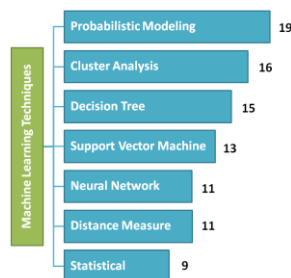 Machine Learning Techniques
Probabilistic Modeling 19
Cluster Analysis 16
Decision Tree 15
Support Vector Machine 13
Neural Network 11
Distance Measure 11
Statistical 9